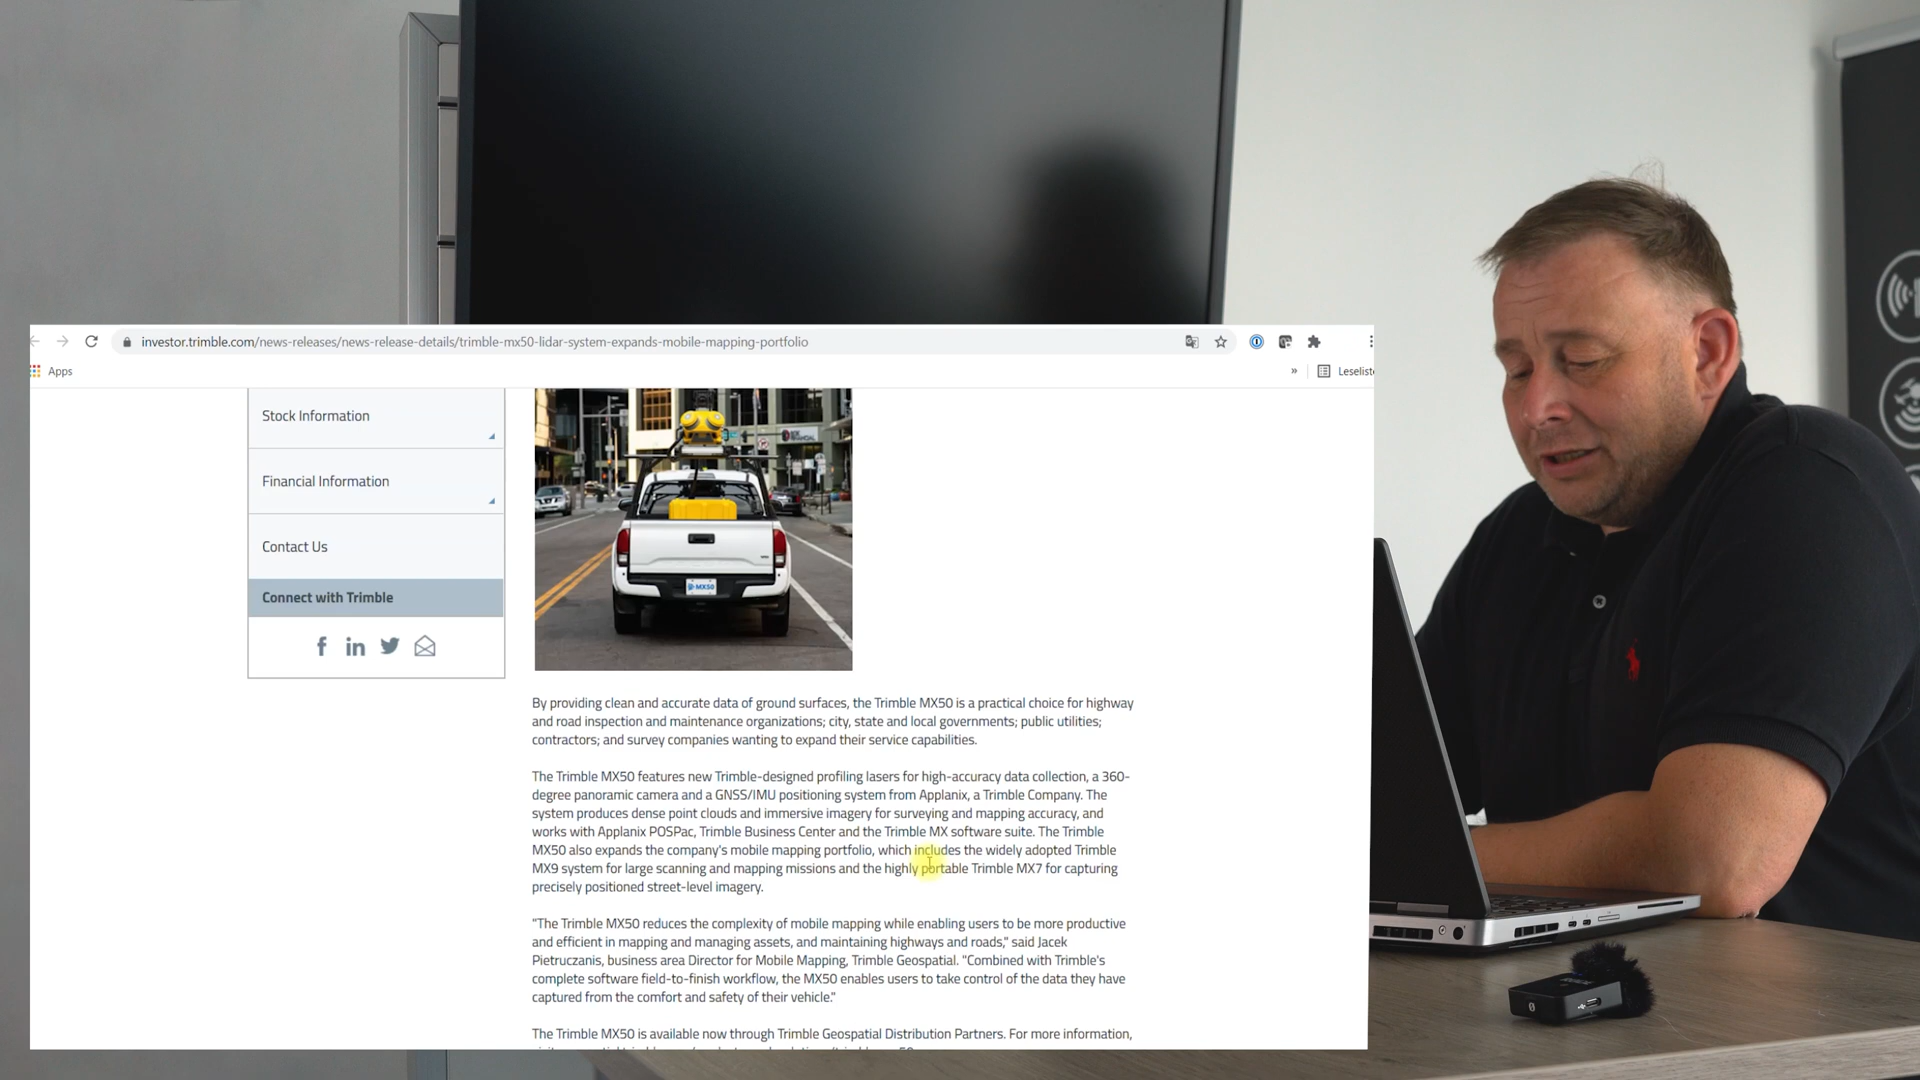 investor.trimble.com/news-releases/news-release-details/trimble-mx50-lidar-system-expands-mobile-mapping-portfolio
Apps
»
Leseliste
Stock Information
Financial Information
Contact Us
Connect with Trimble
MX50
By providing clean and accurate data of ground surfaces, the Trimble MX50 is a practical choice for highway
and road inspection and maintenance organizations; city, state and local governments; public utilities;
contractors; and survey companies wanting to expand their service capabilities.
The Trimble MX50 features new Trimble-designed profiling lasers for high-accuracy data collection, a 360-
degree panoramic camera and a GNSS/IMU positioning system from Applanix, a Trimble Company. The
system produces dense point clouds and immersive imagery for surveying and mapping accuracy, and
works with Applanix POSPac, Trimble Business Center and the Trimble MX software suite. The Trimble
MX50 also expands the company's mobile mapping portfolio, which includes the widely adopted Trimble
MX9 system for large scanning and mapping missions and the highly portable Trimble MX7 for capturing
precisely positioned street-level imagery.
"The Trimble MX50 reduces the complexity of mobile mapping while enabling users to be more productive
and efficient in mapping and managing assets, and maintaining highways and roads," said Jacek
Pietruczanis, business area Director for Mobile Mapping, Trimble Geospatial. "Combined with Trimble's
complete software field-to-finish workflow, the MX50 enables users to take control of the data they have
captured from the comfort and safety of their vehicle."
The Trimble MX50 is available now through Trimble Geospatial Distribution Partners. For more information,